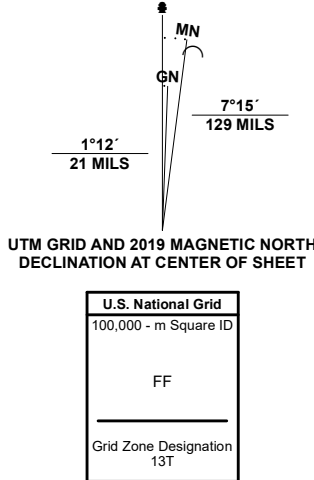 MN
GN
7°15´
129 MILS
1°12´
21 MILS
UTM GRID AND 2019 MAGNETIC NORTH
DECLINATION AT CENTER OF SHEET
U.S. National Grid
100,000 - m Square ID
FF
Grid Zone Designation
13T